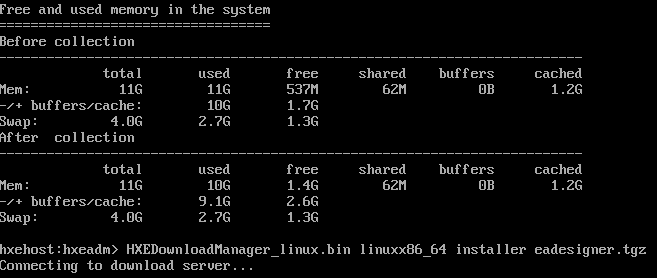 Free and used memory in the system
==================================
Before collection
-------------------------------------------------------------------------
             total       used       free     shared    buffers     cached
Mem:           11G        11G       537M        62M         0B       1.2G
-/+ buffers/cache:        10G       1.7G
Swap:         4.0G       2.7G       1.3G
After  collection
-------------------------------------------------------------------------
             total       used       free     shared    buffers     cached
Mem:           11G        10G       1.4G        62M         0B       1.2G
-/+ buffers/cache:       9.1G       2.6G
Swap:         4.0G       2.7G       1.3G
hxehost:hxeadm> HXEDownloadManager_linux.bin linuxx86_64 installer eadesigner.tgz
Connecting to download server...